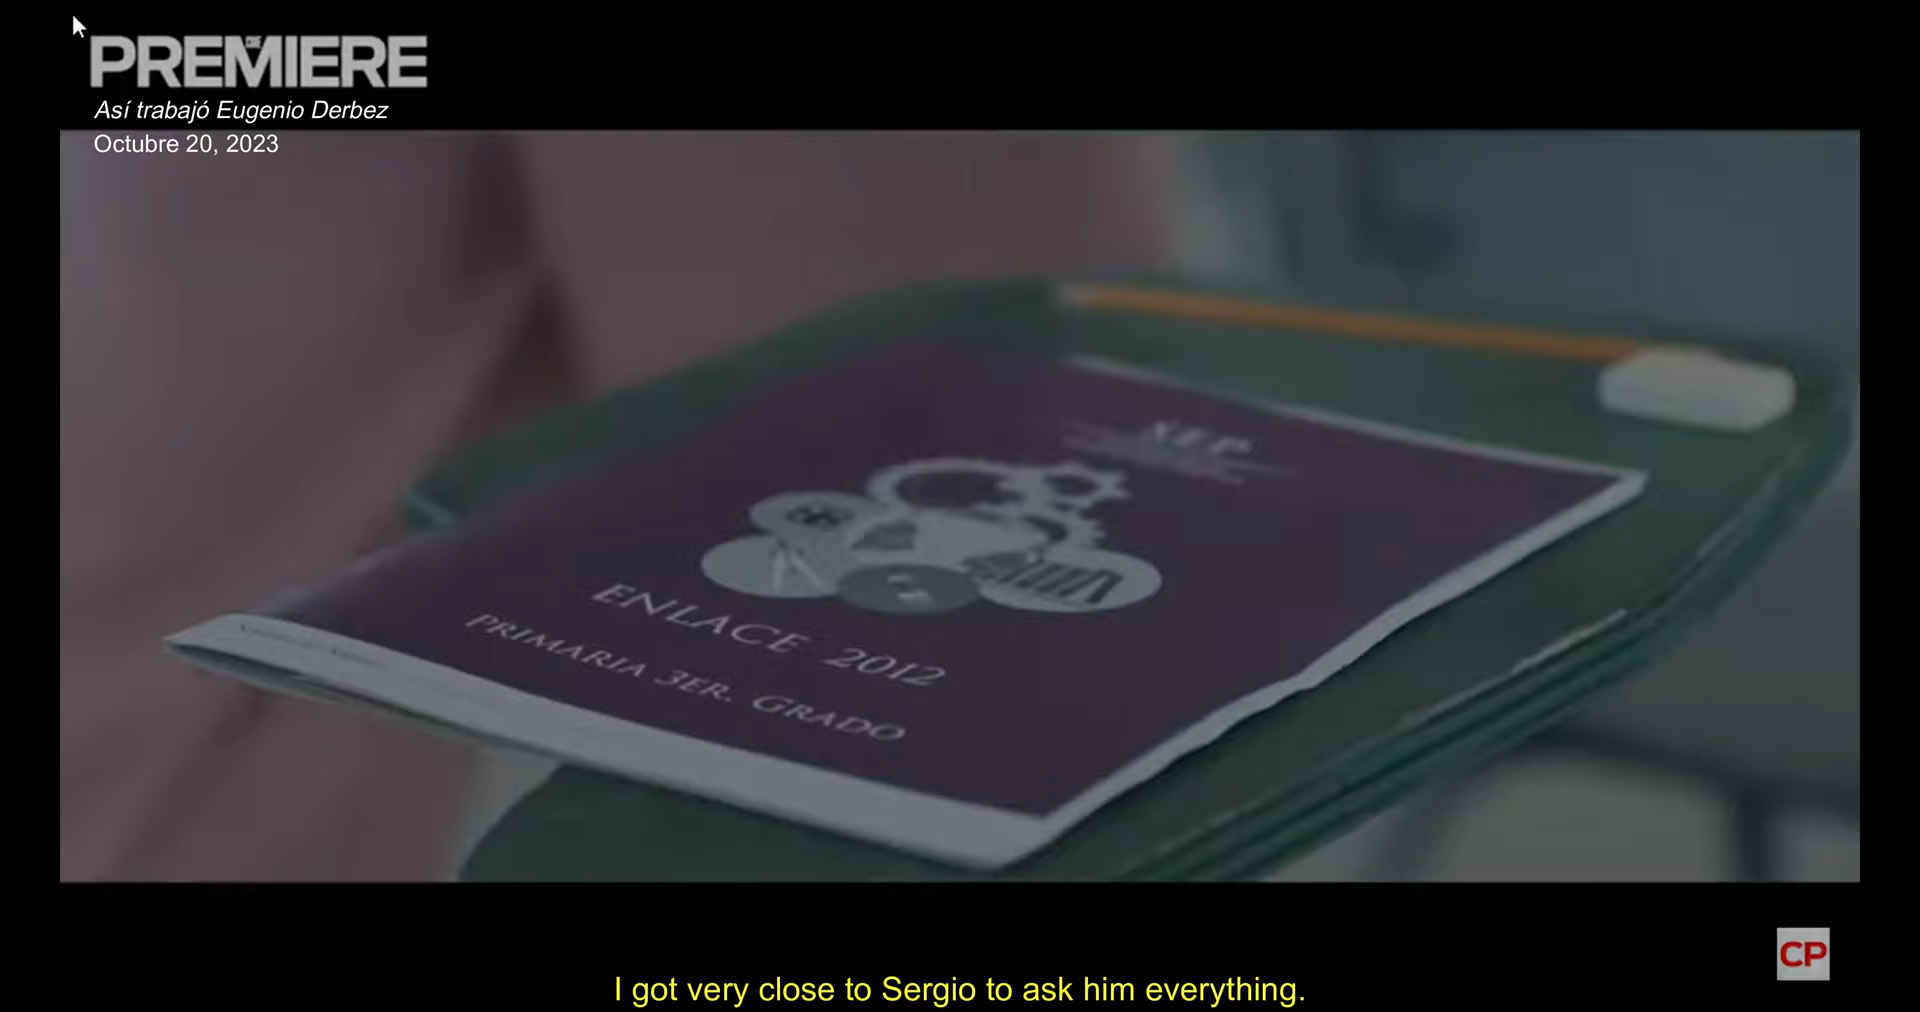 CINE
PREMIERE
Así trabajó Eugenio Derbez
Octubre 20, 2023
SEP
ENLACE 2012
PRIMARIA 3ER. GRADO
CP
I got very close to Sergio to ask him everything.